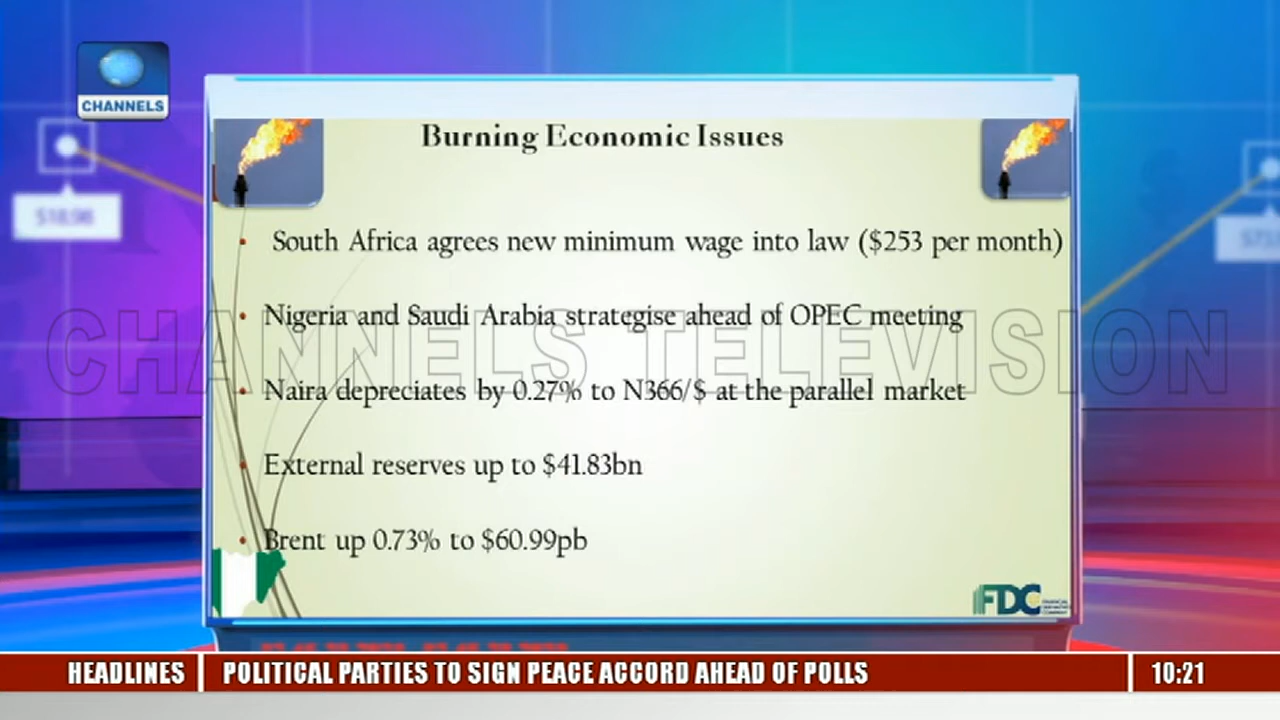 CHANNELS
Burning Economic Issues
$18.98
South Africa agrees new minimum wage into law ($253 per month)
Nigeria and Saudi Arabia strategise ahead of OPEC meeting
CHANNELS TELEVISION
Naira depreciates by 0.27% to N366/$ at the parallel market
External reserves up to $41.83bn
Brent up 0.73% to $60.99pb
FDC
HEADLINES
POLITICAL PARTIES TO SIGN PEACE ACCORD AHEAD OF POLLS
10:21